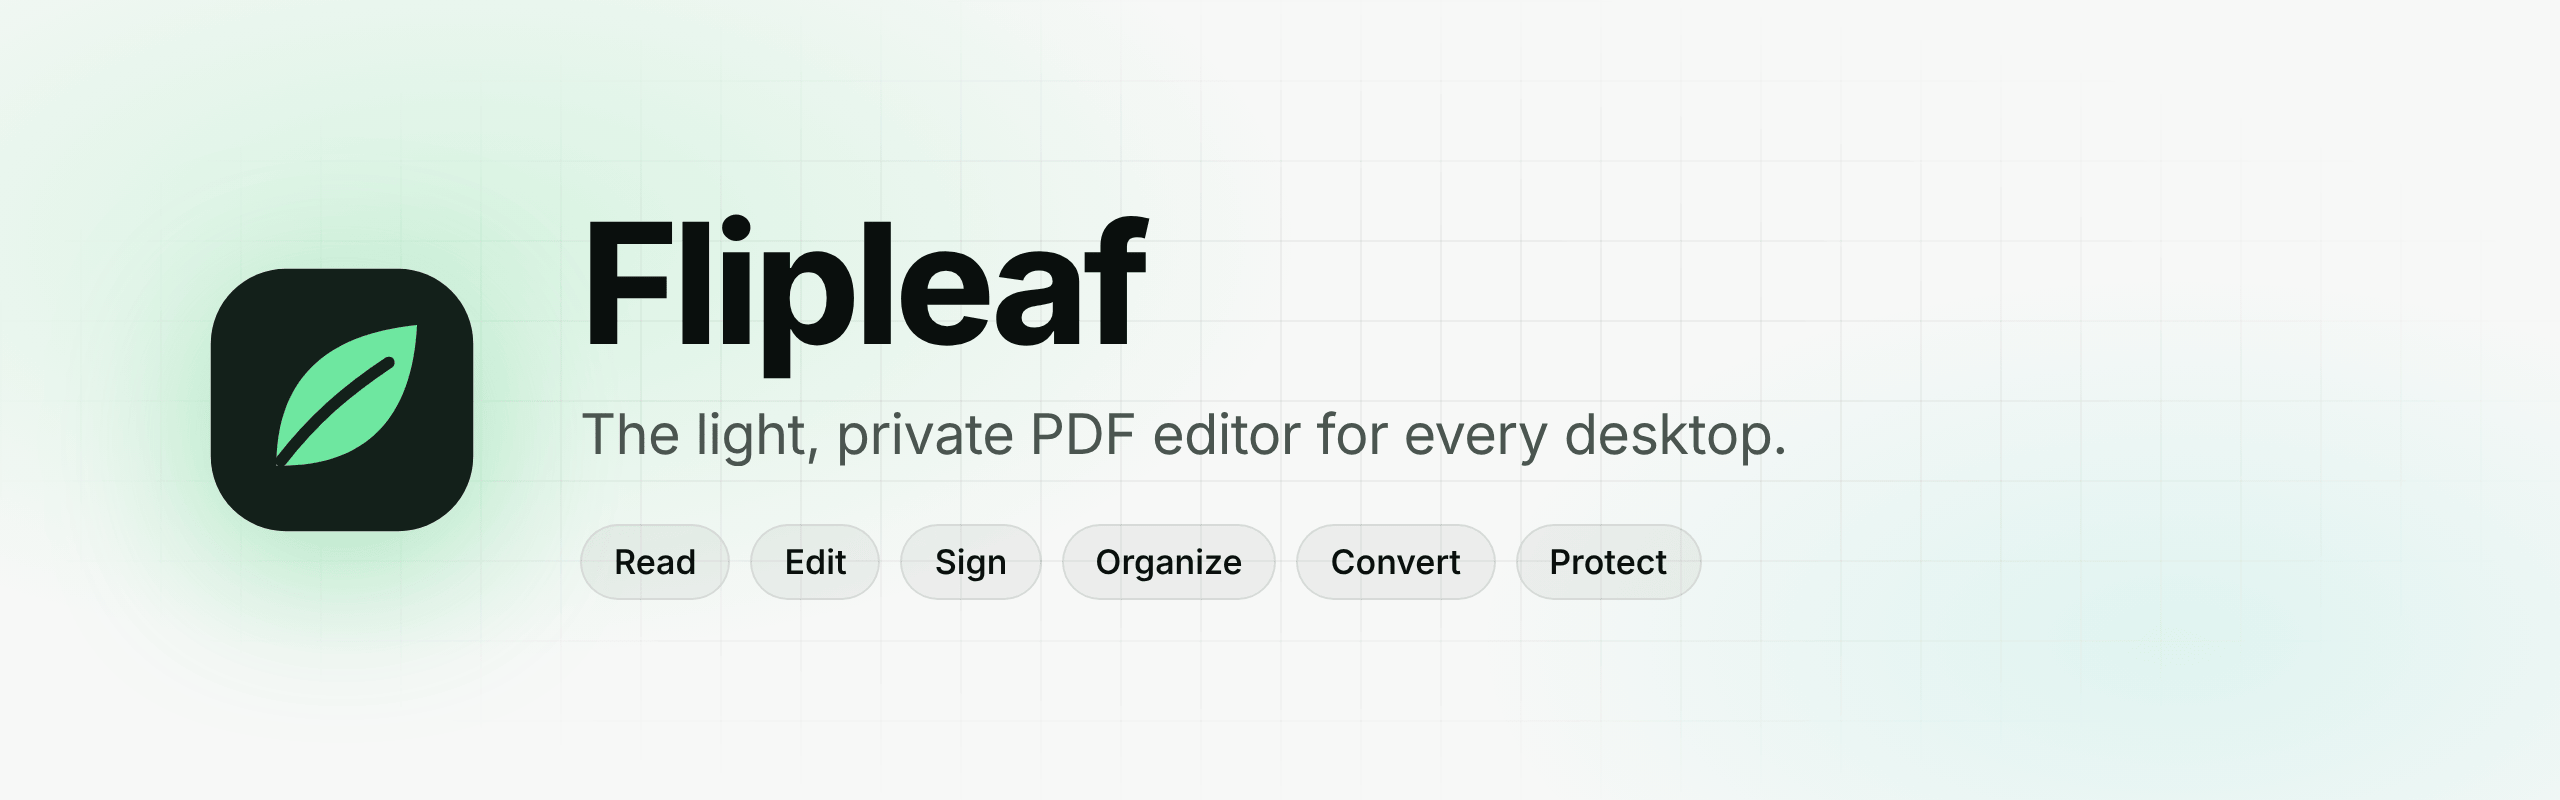 Flipleaf
The light, private PDF editor for every desktop.
Read Edit Sign Organize Convert Protect